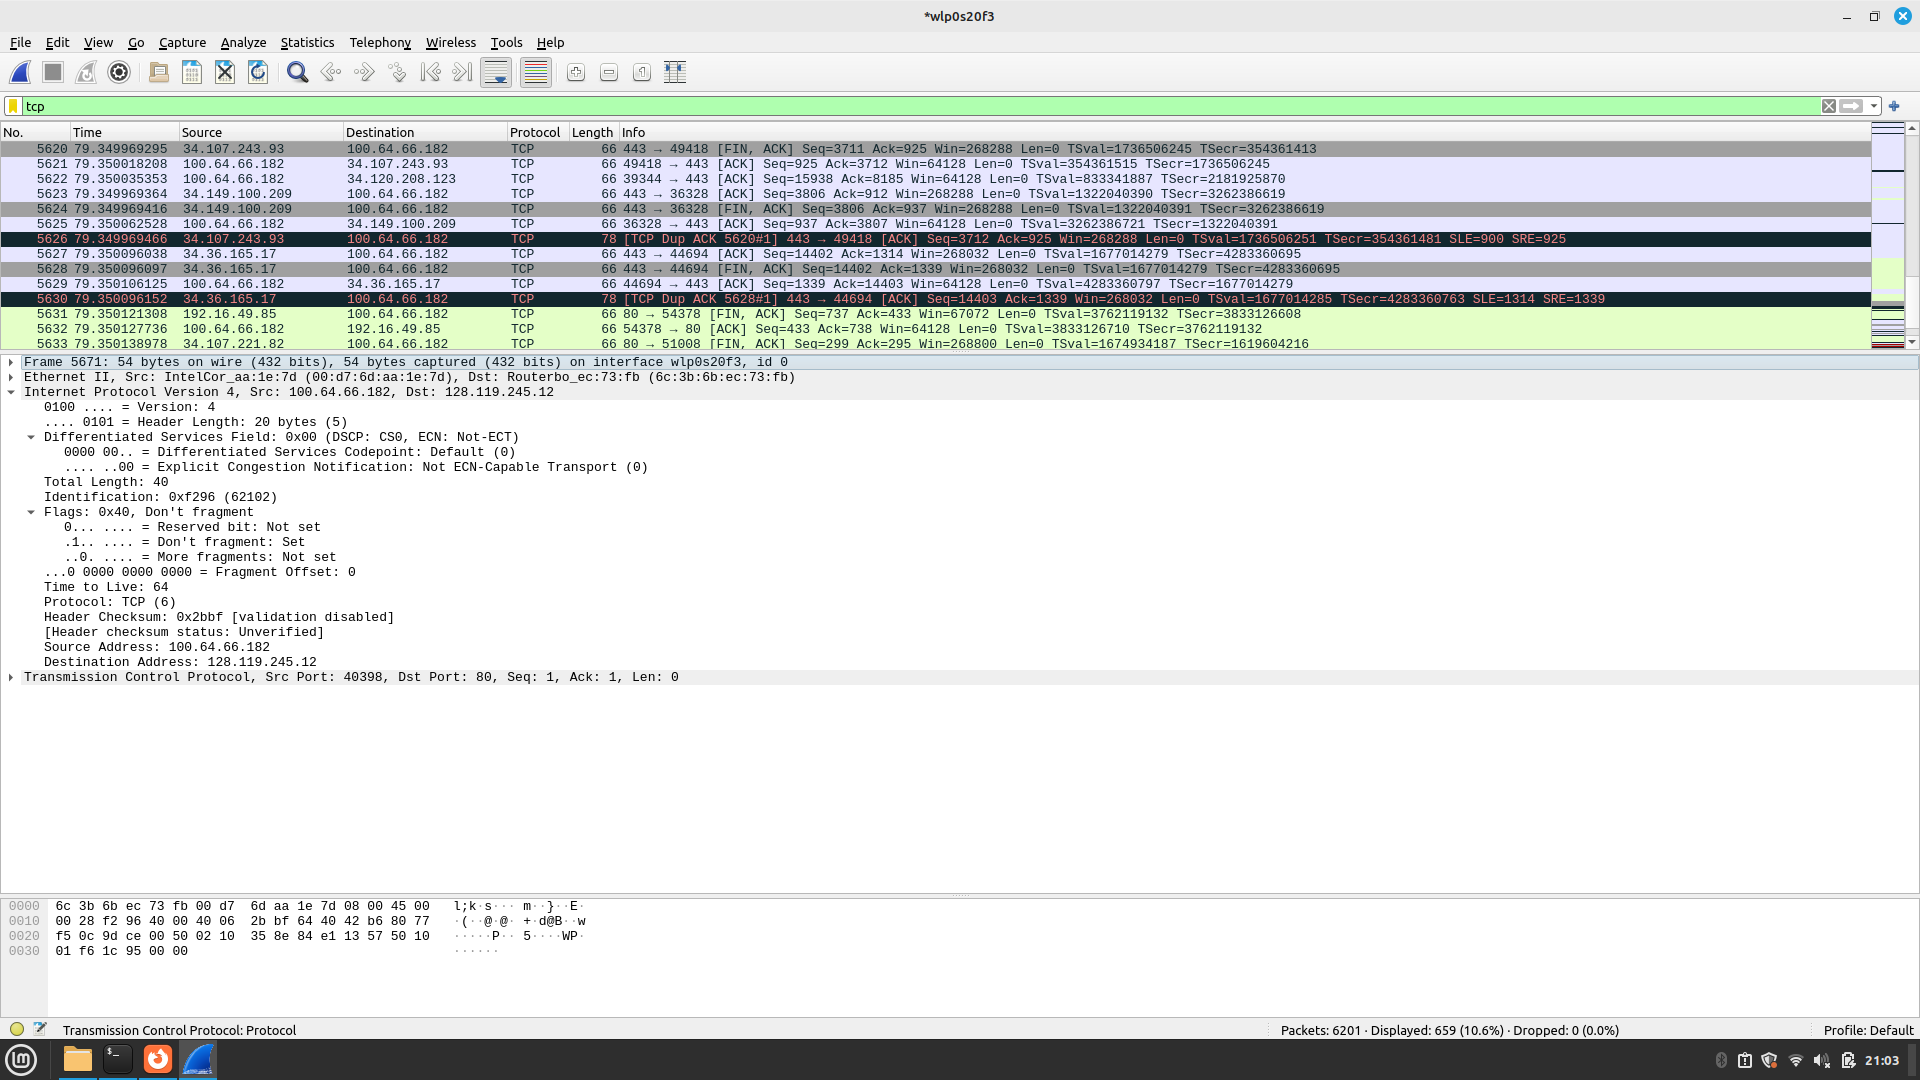 *wlp0s20f3
File Edit View Go Capture Analyze Statistics Telephony Wireless Tools Help
tcp
No. Time Source Destination Protocol Length Info
5620 79.349969295 34.107.243.93 100.64.66.182 TCP 66 443 → 49418 [FIN, ACK] Seq=3711 Ack=925 Win=268288 Len=0 TSval=1736506245 TSecr=354361413
5621 79.350018208 100.64.66.182 34.107.243.93 TCP 66 49418 → 443 [ACK] Seq=925 Ack=3712 Win=64128 Len=0 TSval=354361515 TSecr=1736506245
5622 79.350035353 100.64.66.182 34.120.208.123 TCP 66 39344 → 443 [ACK] Seq=15938 Ack=8185 Win=64128 Len=0 TSval=833341887 TSecr=2181925870
5623 79.349969364 34.149.100.209 100.64.66.182 TCP 66 443 → 36328 [ACK] Seq=3806 Ack=912 Win=268288 Len=0 TSval=1322040390 TSecr=3262386619
5624 79.349969416 34.149.100.209 100.64.66.182 TCP 66 443 → 36328 [FIN, ACK] Seq=3806 Ack=937 Win=268288 Len=0 TSval=1322040391 TSecr=3262386619
5625 79.350062528 100.64.66.182 34.149.100.209 TCP 66 36328 → 443 [ACK] Seq=937 Ack=3807 Win=64128 Len=0 TSval=3262386721 TSecr=1322040391
5626 79.349969466 34.107.243.93 100.64.66.182 TCP 78 [TCP Dup ACK 5620#1] 443 → 49418 [ACK] Seq=3712 Ack=925 Win=268288 Len=0 TSval=1736506251 TSecr=354361481 SLE=900 SRE=925
5627 79.350096038 34.36.165.17 100.64.66.182 TCP 66 443 → 44694 [ACK] Seq=14402 Ack=1314 Win=268032 Len=0 TSval=1677014279 TSecr=4283360695
5628 79.350096097 34.36.165.17 100.64.66.182 TCP 66 443 → 44694 [FIN, ACK] Seq=14402 Ack=1339 Win=268032 Len=0 TSval=1677014279 TSecr=4283360695
5629 79.350106125 100.64.66.182 34.36.165.17 TCP 66 44694 → 443 [ACK] Seq=1339 Ack=14403 Win=64128 Len=0 TSval=4283360797 TSecr=1677014279
5630 79.350096152 34.36.165.17 100.64.66.182 TCP 78 [TCP Dup ACK 5628#1] 443 → 44694 [ACK] Seq=14403 Ack=1339 Win=268032 Len=0 TSval=1677014285 TSecr=4283360763 SLE=1314 SRE=1339
5631 79.350121308 192.16.49.85 100.64.66.182 TCP 66 80 → 54378 [FIN, ACK] Seq=737 Ack=433 Win=67072 Len=0 TSval=3762119132 TSecr=3833126608
5632 79.350127736 100.64.66.182 192.16.49.85 TCP 66 54378 → 80 [ACK] Seq=433 Ack=738 Win=64128 Len=0 TSval=3833126710 TSecr=3762119132
5633 79.350138978 34.107.221.82 100.64.66.182 TCP 66 80 → 51008 [FIN, ACK] Seq=299 Ack=295 Win=268800 Len=0 TSval=1674934187 TSecr=1619604216
Frame 5671: 54 bytes on wire (432 bits), 54 bytes captured (432 bits) on interface wlp0s20f3, id 0
Ethernet II, Src: IntelCor_aa:1e:7d (00:d7:6d:aa:1e:7d), Dst: Routerbo_ec:73:fb (6c:3b:6b:ec:73:fb)
Internet Protocol Version 4, Src: 100.64.66.182, Dst: 128.119.245.12
0100 .... = Version: 4
.... 0101 = Header Length: 20 bytes (5)
Differentiated Services Field: 0x00 (DSCP: CS0, ECN: Not-ECT)
0000 00.. = Differentiated Services Codepoint: Default (0)
.... ..00 = Explicit Congestion Notification: Not ECN-Capable Transport (0)
Total Length: 40
Identification: 0xf296 (62102)
Flags: 0x40, Don't fragment
0... .... = Reserved bit: Not set
.1.. .... = Don't fragment: Set
..0. .... = More fragments: Not set
...0 0000 0000 0000 = Fragment Offset: 0
Time to Live: 64
Protocol: TCP (6)
Header Checksum: 0x2bbf [validation disabled]
[Header checksum status: Unverified]
Source Address: 100.64.66.182
Destination Address: 128.119.245.12
Transmission Control Protocol, Src Port: 40398, Dst Port: 80, Seq: 1, Ack: 1, Len: 0
0000 6c 3b 6b ec 73 fb 00 d7 6d aa 1e 7d 08 00 45 00 l;k·s··· m··}··E·
0010 00 28 f2 96 40 00 40 06 2b bf 64 40 42 b6 80 77 ·(··@·@· +·d@B··w
0020 f5 0c 9d ce 00 50 02 10 35 8e 84 e1 13 57 50 10 ·····P·· 5····WP·
0030 01 f6 1c 95 00 00 ······
Transmission Control Protocol: Protocol
Packets: 6201 · Displayed: 659 (10.6%) · Dropped: 0 (0.0%)
Profile: Default
21:03